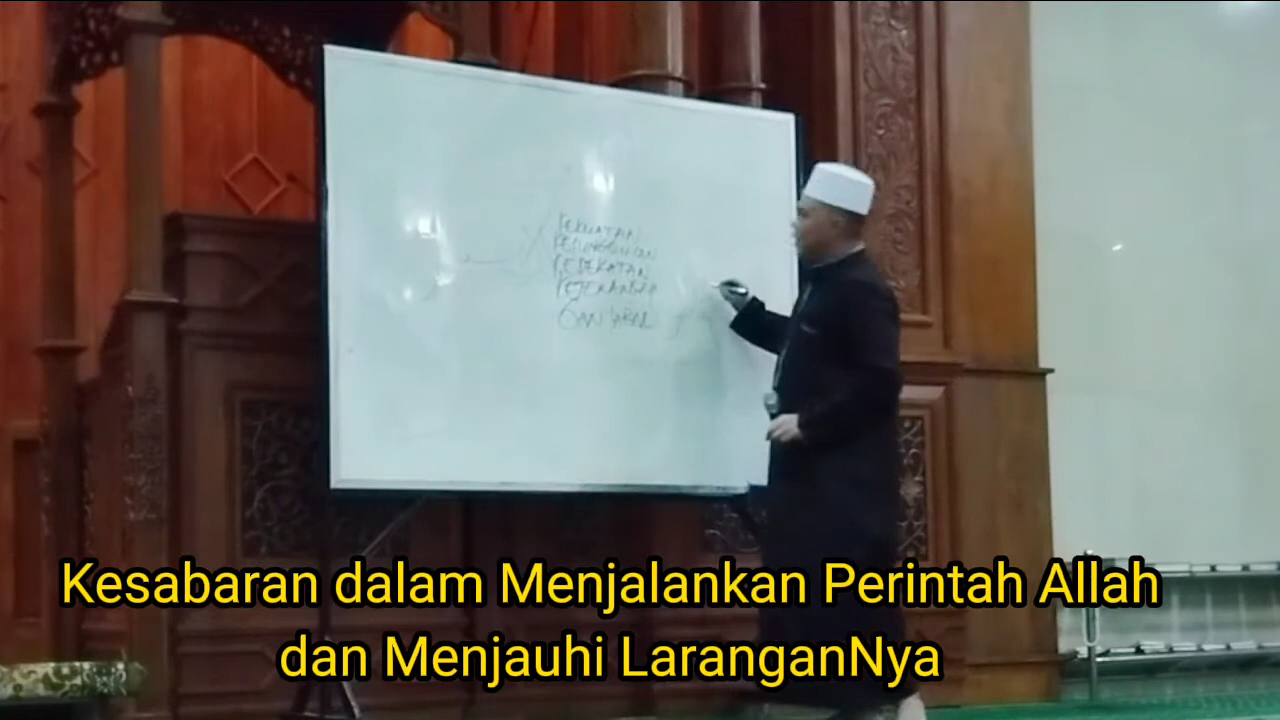 KEKUATAN
KEDEKATAN
Kesabaran dalam Menjalankan Perintah Allah
dan Menjauhi LaranganNya